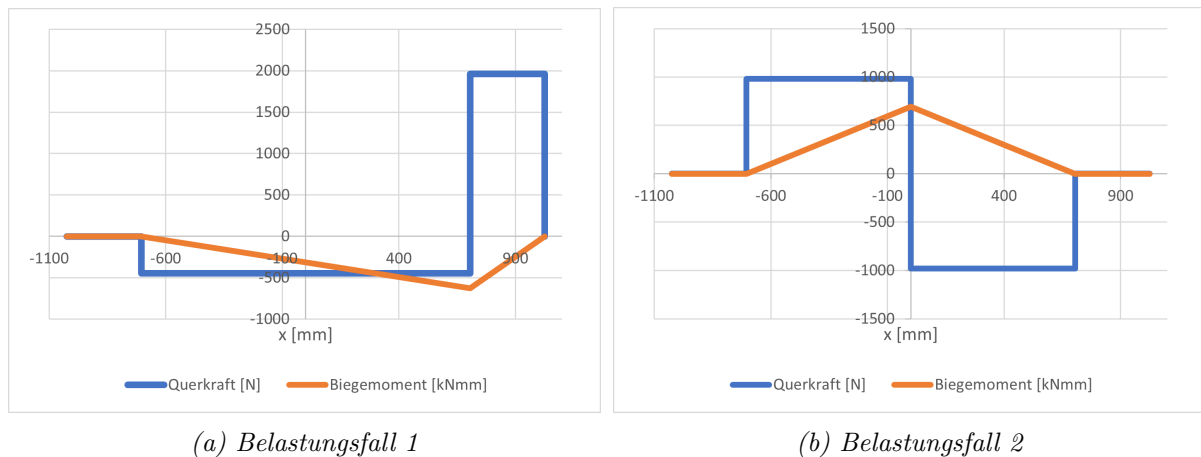 2500
2000
1500
1000
500
0
-1100 -600 -100 400 900
-500
-1000
x [mm]
Querkraft [N] Biegemoment [kNmm]
(a) Belastungsfall 1
1500
1000
500
0
-1100 -600 -100 400 900
-500
-1000
-1500
x [mm]
Querkraft [N] Biegemoment [kNmm]
(b) Belastungsfall 2